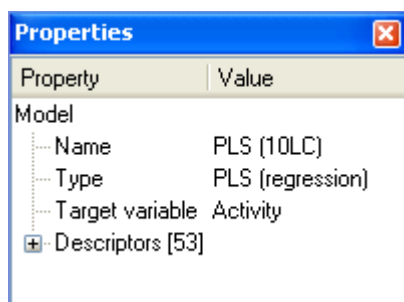 Properties
Property Value
Model
Name PLS (10LC)
Type PLS (regression)
Target variable Activity
Descriptors [53]